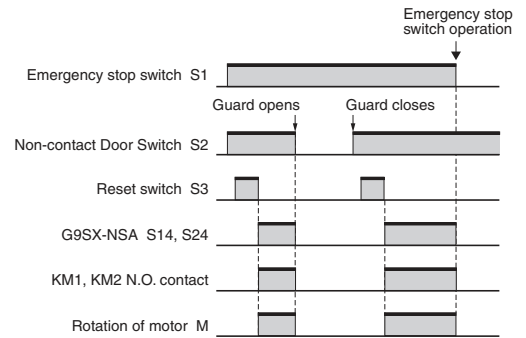 Emergency stop
switch operation
Emergency stop switch S1
Guard opens
Guard closes
Non-contact Door Switch S2
Reset switch S3
G9SX-NSA S14, S24
KM1, KM2 N.O. contact
Rotation of motor M